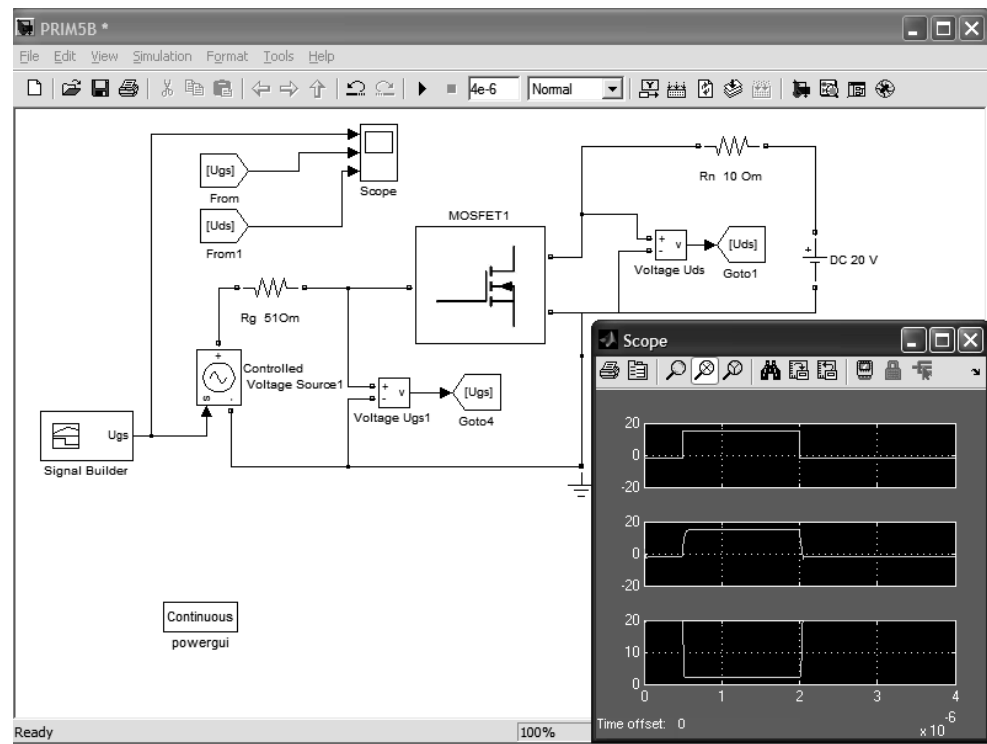 PRIM5B *
File Edit View Simulation Format Tools Help
4e-6 Normal
[Ugs]
From
Scope
[Uds]
From1
MOSFET1
Rn 10 Om
+
-
v
[Uds]
Voltage Uds
Goto1
+
DC 20 V
Rg 51Om
+
s
-
Controlled
Voltage Source1
+
-
v
[Ugs]
Voltage Ugs1
Goto4
Ugs
Signal Builder
Continuous
powergui
Scope
20
0
-20
20
0
-20
20
10
0
0 1 2 3 4
Time offset: 0
x 10-6
Ready 100%